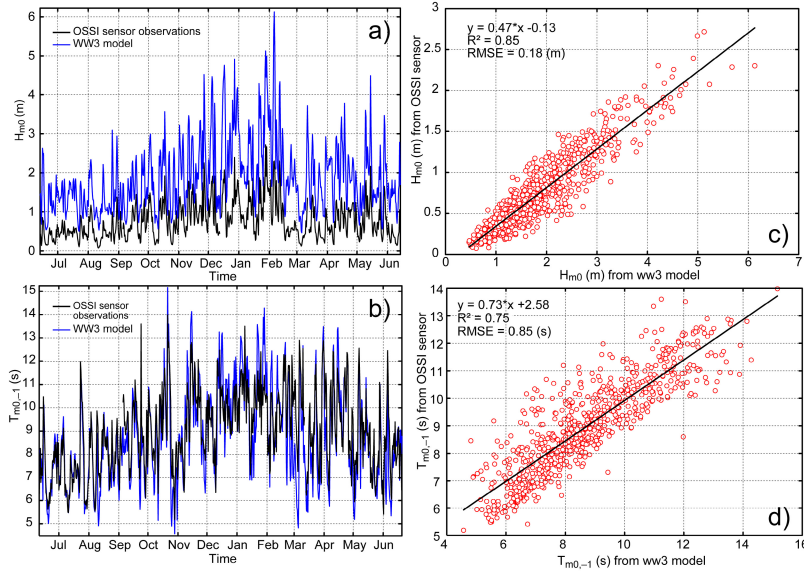 a)
OSSI sensor observations
WW3 model
H_m0 (m)
6
5
4
3
2
1
0
Jul Aug Sep Oct Nov Dec Jan Feb Mar Apr May Jun
Time
y = 0.47*x -0.13
R² = 0.85
RMSE = 0.18 (m)
H_m0 (m) from OSSI sensor
3
2.5
2
1.5
1
0.5
0
0 1 2 3 4 5 6 7
H_m0 (m) from ww3 model
c)
b)
OSSI sensor
observations
WW3 model
T_m0,−1 (s)
15
14
13
12
11
10
9
8
7
6
5
Jul Aug Sep Oct Nov Dec Jan Feb Mar Apr May Jun
Time
y = 0.73*x +2.58
R² = 0.75
RMSE = 0.85 (s)
T_m0,−1 (s) from OSSI sensor
14
13
12
11
10
9
8
7
6
5
4 6 8 10 12 14 16
T_m0,−1 (s) from ww3 model
d)